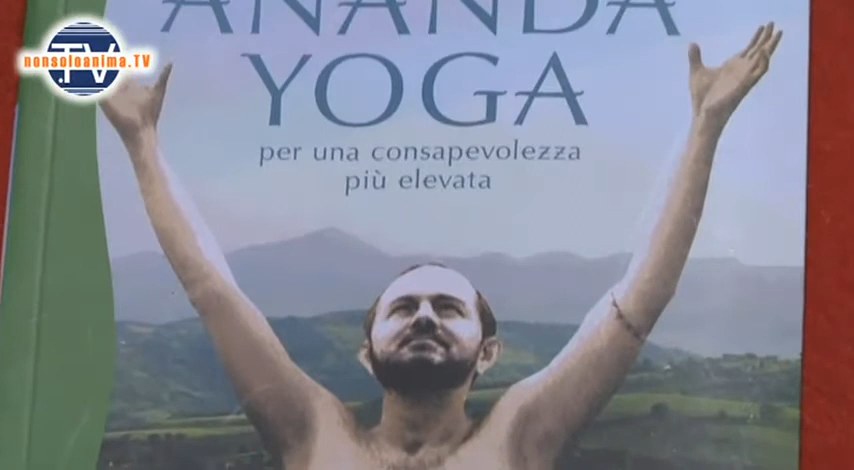 nonsoloanima.TV
TV
ANANDA
YOGA
per una consapevolezza
più elevata